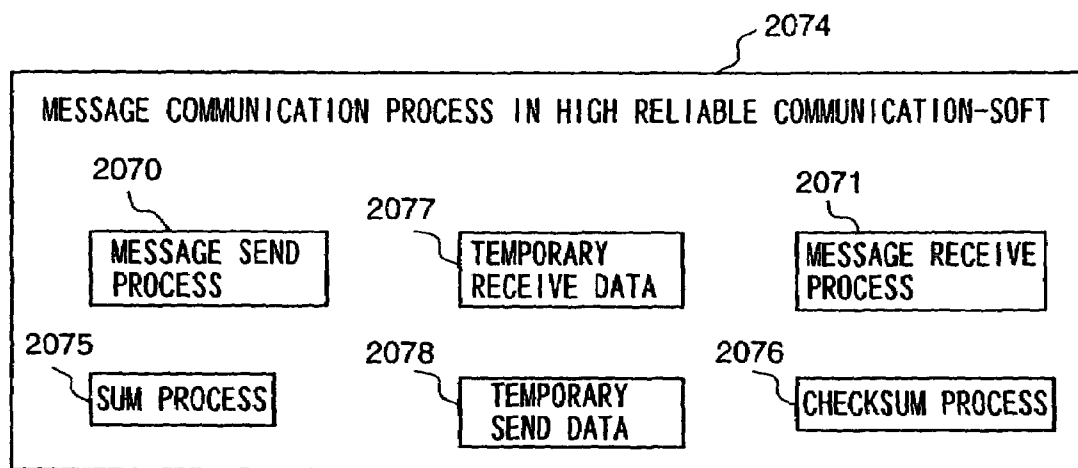 2074
MESSAGE COMMUNICATION PROCESS IN HIGH RELIABLE COMMUNICATION-SOFT
2070
MESSAGE SEND
PROCESS
2077
TEMPORARY
RECEIVE DATA
2071
MESSAGE RECEIVE
PROCESS
2075
SUM PROCESS
2078
TEMPORARY
SEND DATA
2076
CHECKSUM PROCESS